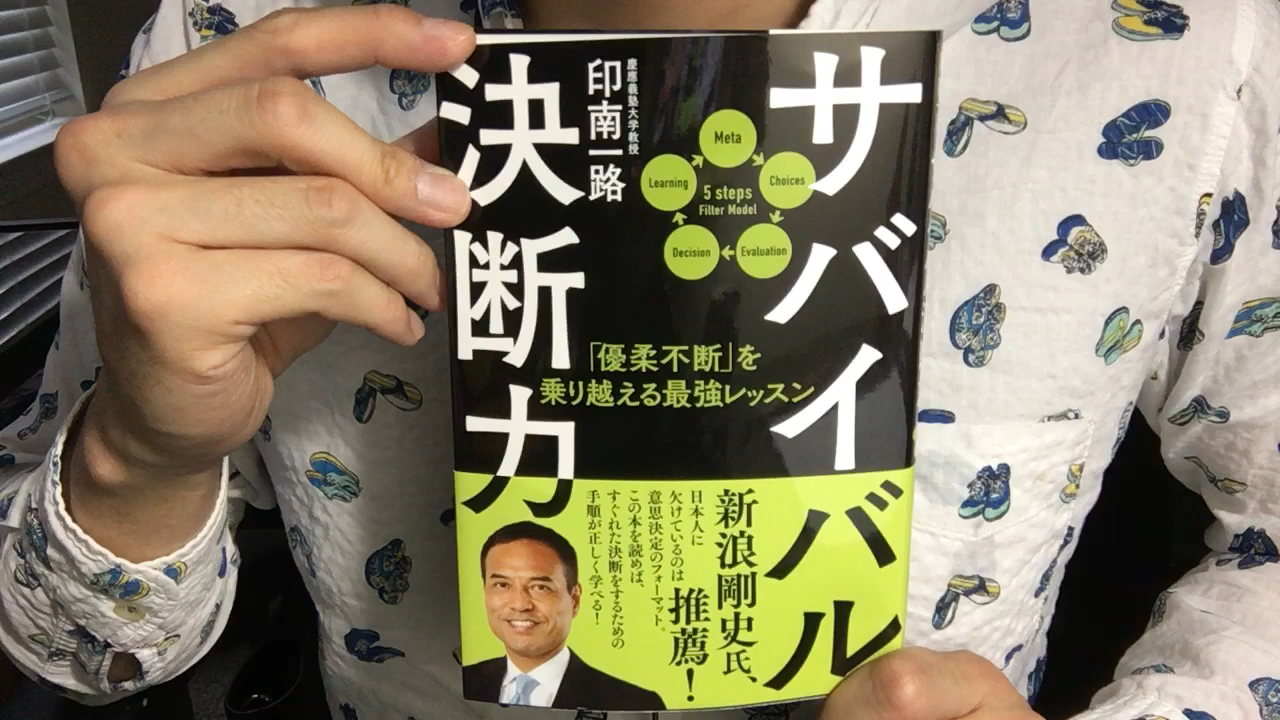 サバイバル
決断力
慶應義塾大学教授
印南一路
Meta
Choices
Evaluation
Decision
Learning
5 steps
Filter Model
「優柔不断」を
乗り越える最強レッスン
新浪剛史氏、
推薦！
日本人に
欠けているのは
意思決定のフォーマット。
この本を読めば、
すぐれた決断をするための
手順が正しく学べる！